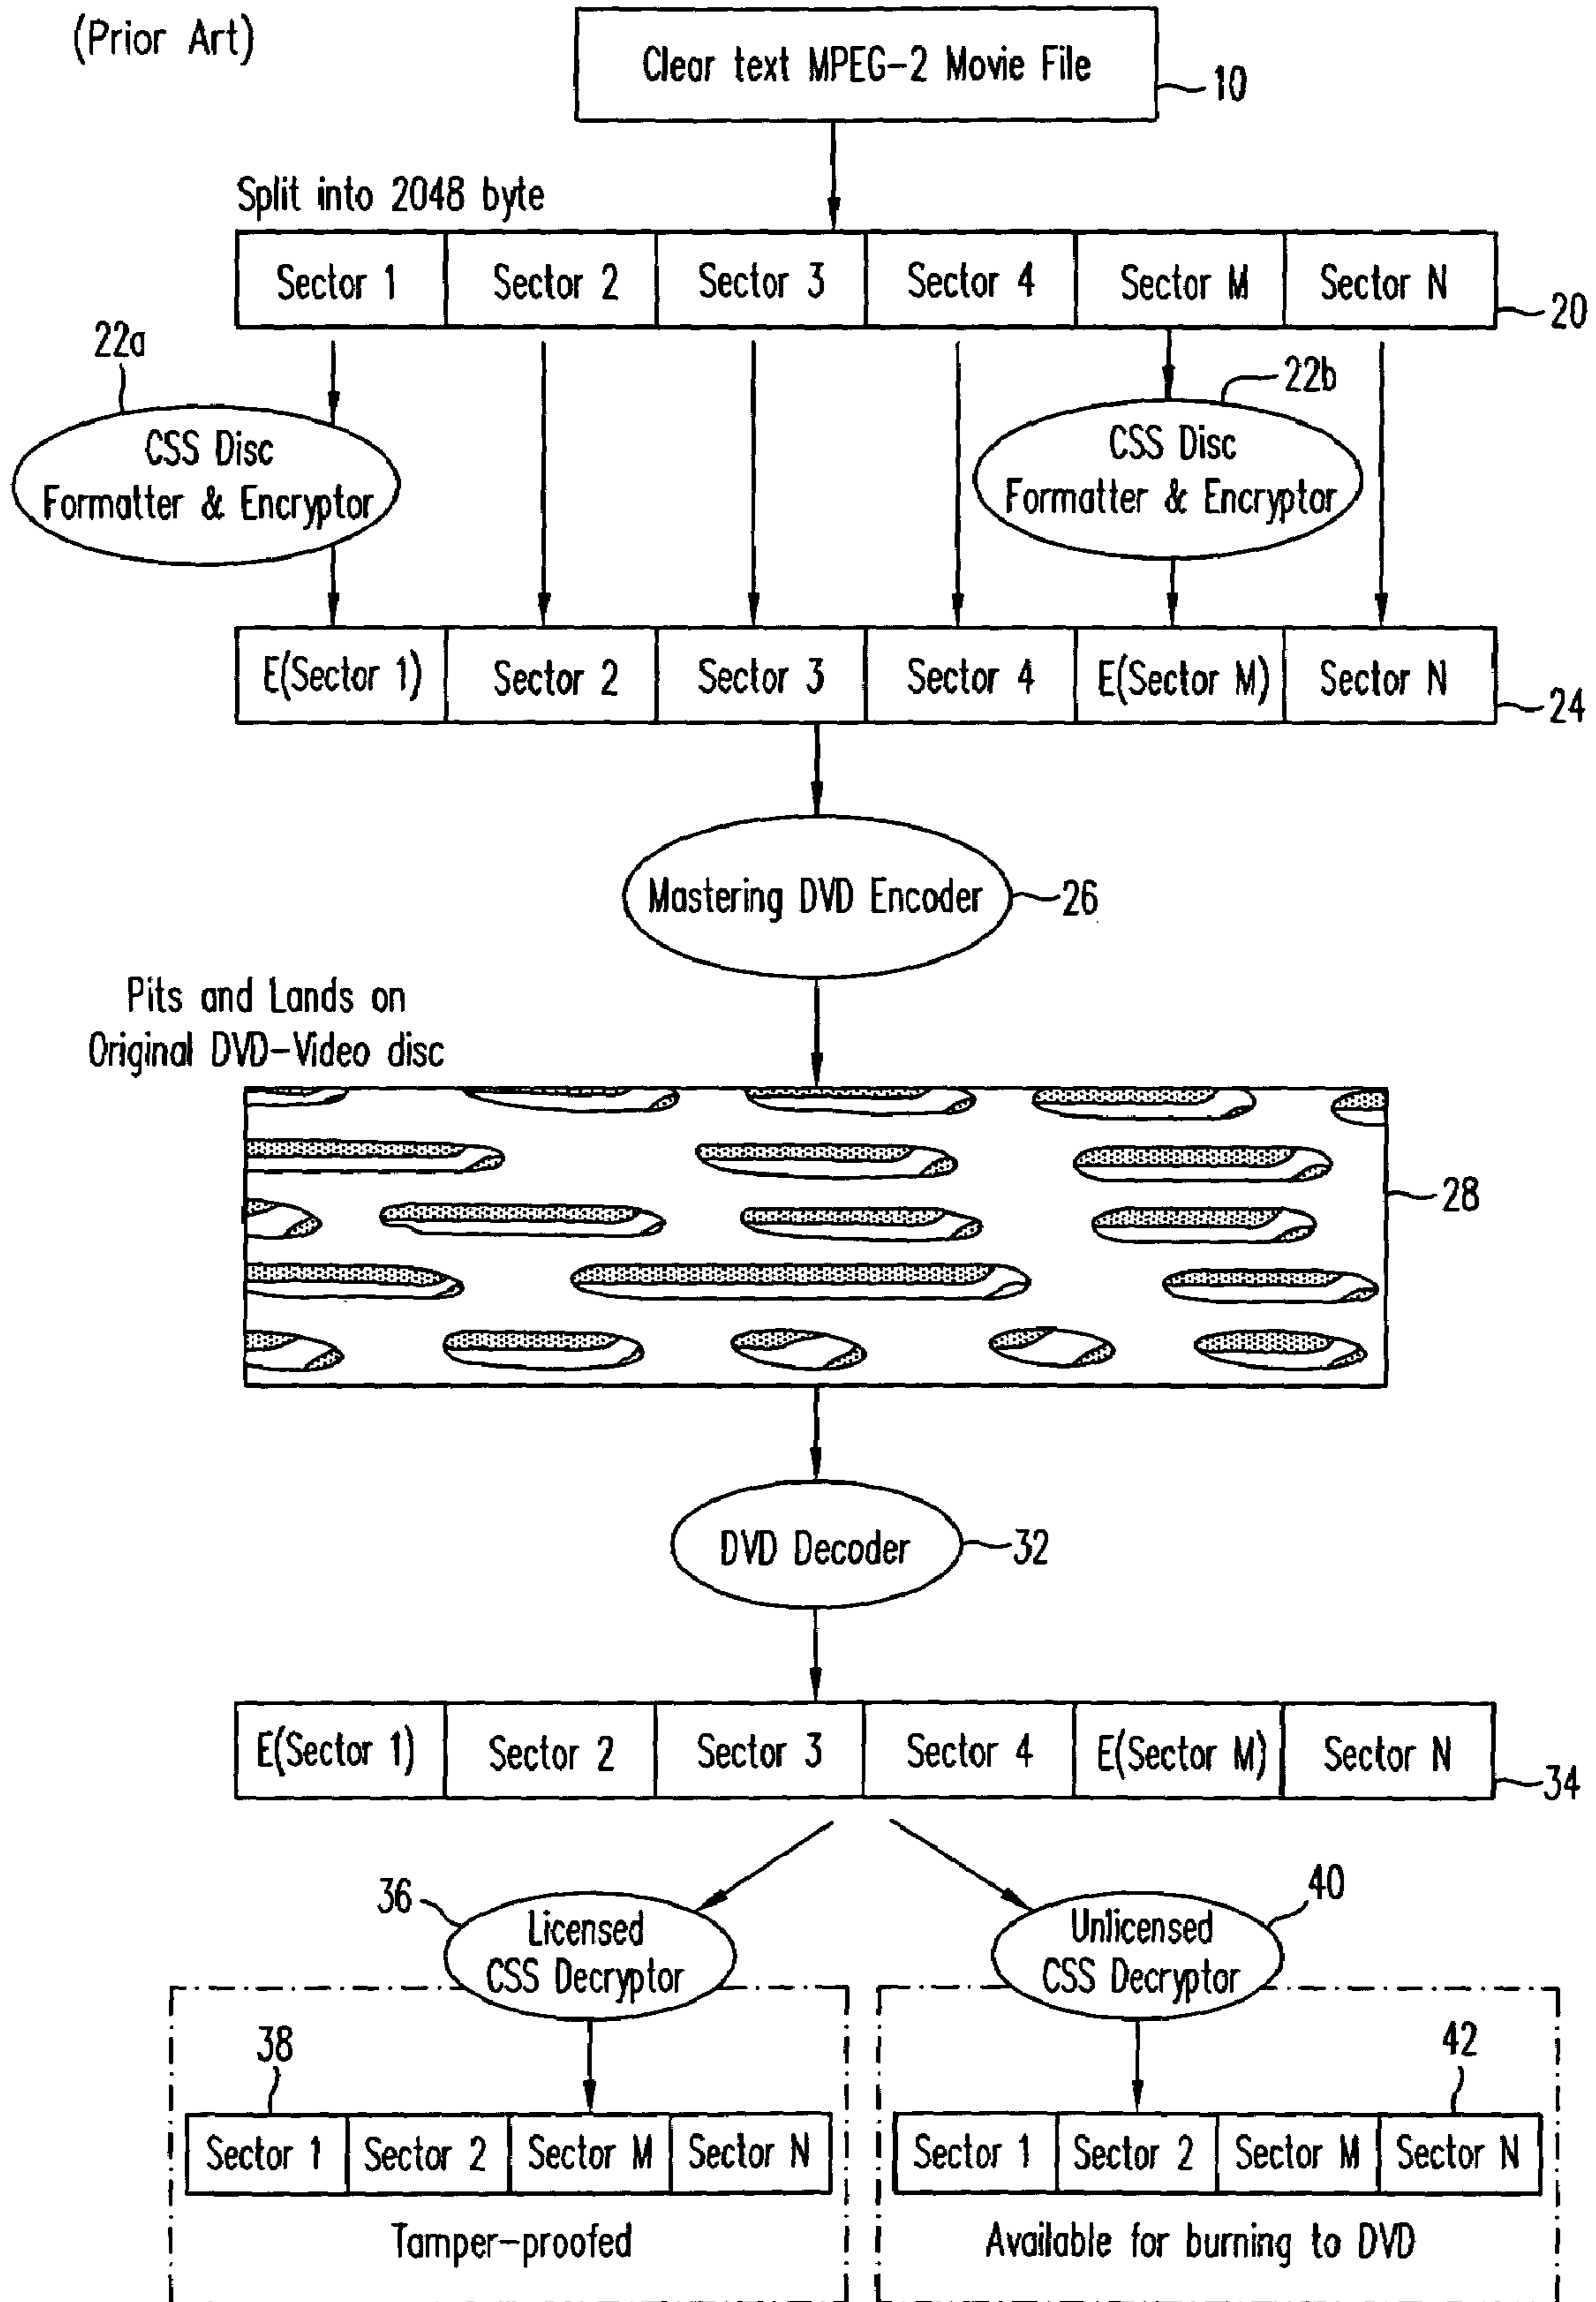 (Prior Art)
Clear text MPEG-2 Movie File
10
Split into 2048 byte
Sector 1 Sector 2 Sector 3 Sector 4 Sector M Sector N
20
22a
22b
CSS Disc
Formatter & Encryptor
CSS Disc
Formatter & Encryptor
E(Sector 1) Sector 2 Sector 3 Sector 4 E(Sector M) Sector N
24
Mastering DVD Encoder
26
Pits and Lands on
Original DVD-Video disc
28
DVD Decoder
32
E(Sector 1) Sector 2 Sector 3 Sector 4 E(Sector M) Sector N
34
36
Licensed
CSS Decryptor
40
Unlicensed
CSS Decryptor
38
Sector 1 Sector 2 Sector M Sector N
Tamper-proofed
42
Sector 1 Sector 2 Sector M Sector N
Available for burning to DVD